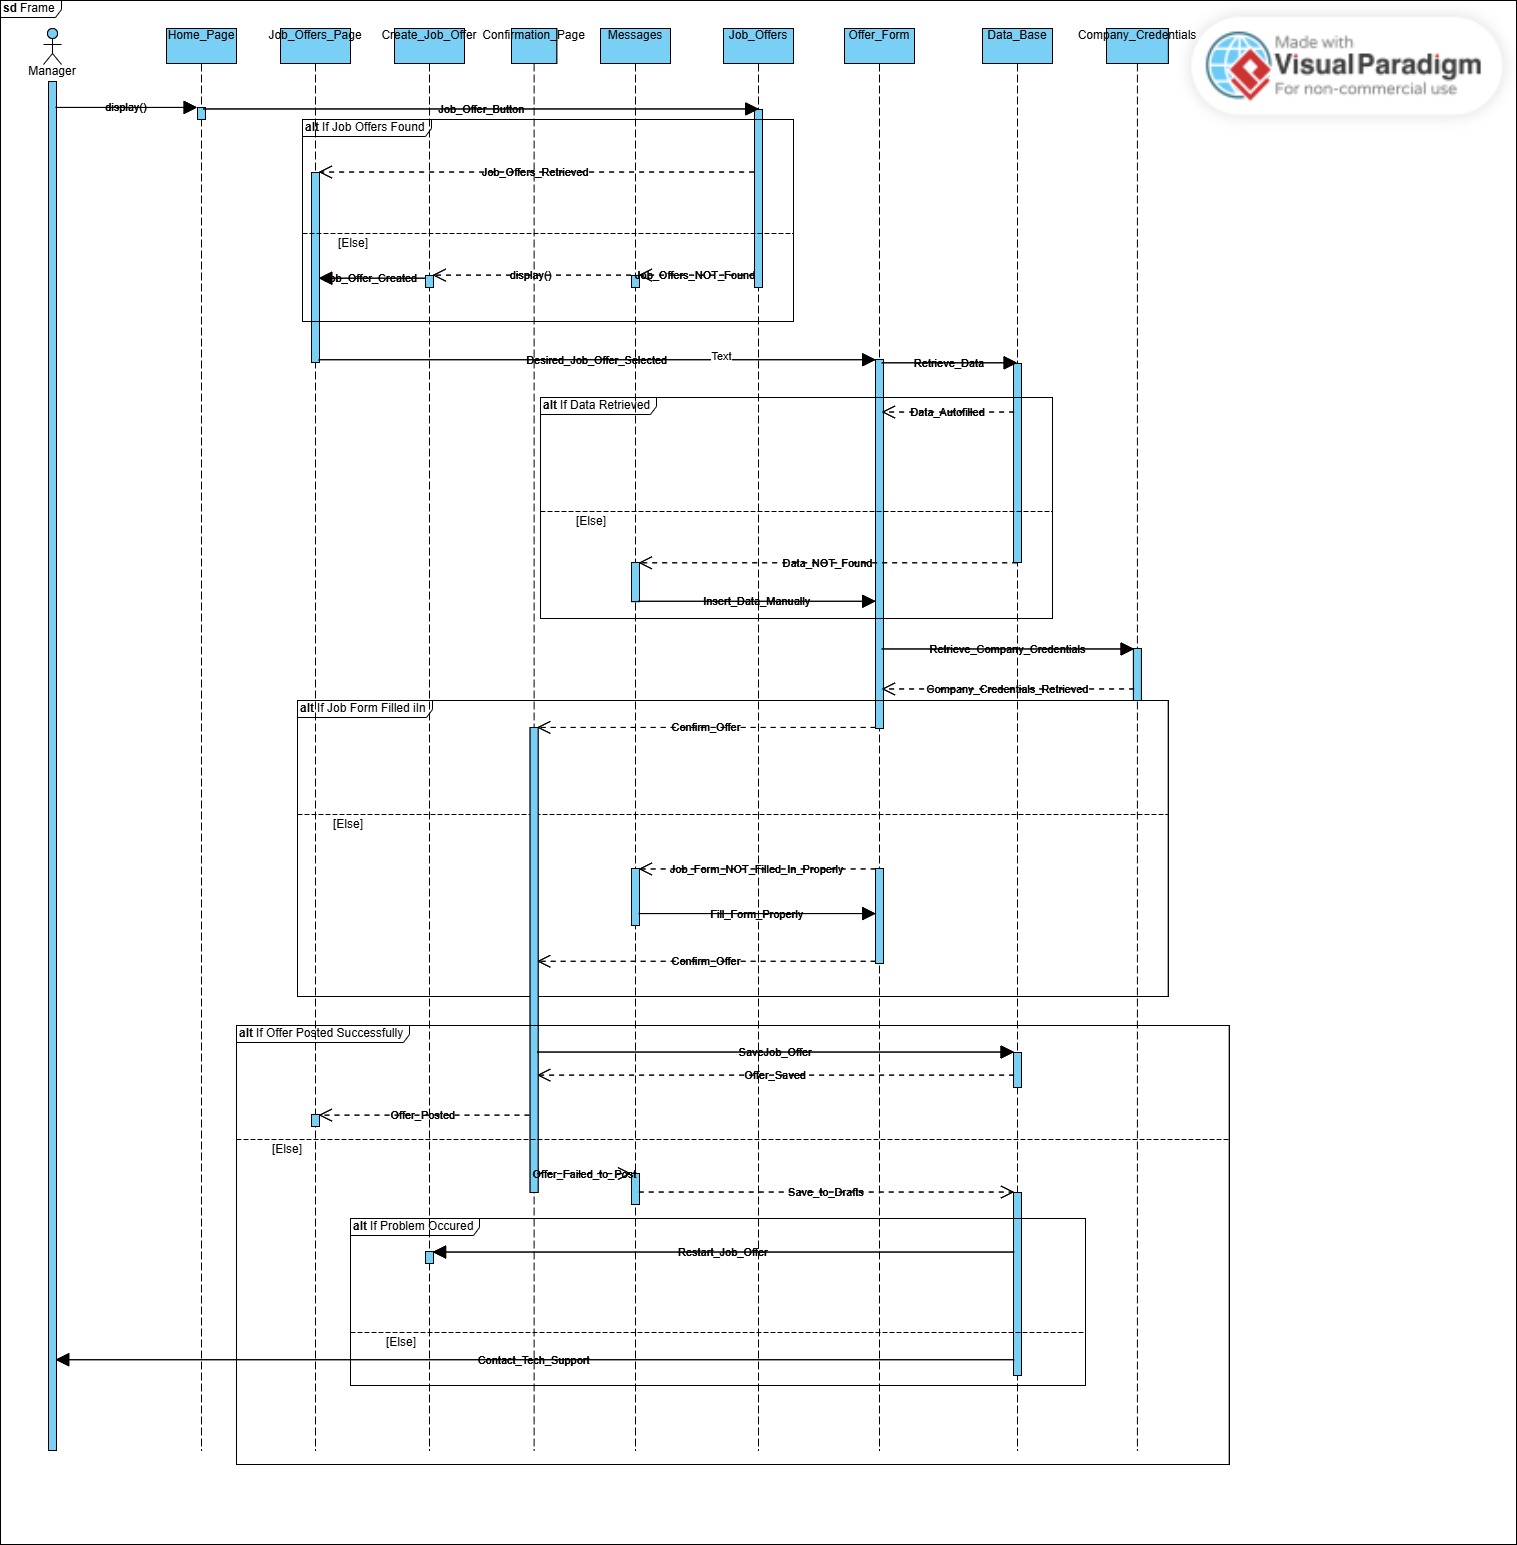 sd Frame
Manager
Home_Page
Job_Offers_Page
Create_Job_Offer
Confirmation_Page
Messages
Job_Offers
Offer_Form
Data_Base
Company_Credentials
Made with
VisualParadigm
For non-commercial use
display()
Job_Offer_Button
alt If Job Offers Found
Job_Offers_Retrieved
[Else]
Job_Offer_Created
display()
Job_Offers_NOT_Found
Desired_Job_Offer_Selected
Text
Retrieve_Data
alt If Data Retrieved
Data_Autofilled
[Else]
Data_NOT_Found
Insert_Data_Manually
Retrieve_Company_Credentials
Company_Credentials_Retrieved
alt If Job Form Filled iIn
Confirm_Offer
[Else]
Job_Form_NOT_Filled_In_Properly
Fill_Form_Properly
Confirm_Offer
alt If Offer Posted Successfully
SaveJob_Offer
Offer_Saved
Offer_Posted
[Else]
Offer_Failed_to_Post
Save_to_Drafts
alt If Problem Occured
Restart_Job_Offer
[Else]
Contact_Tech_Support